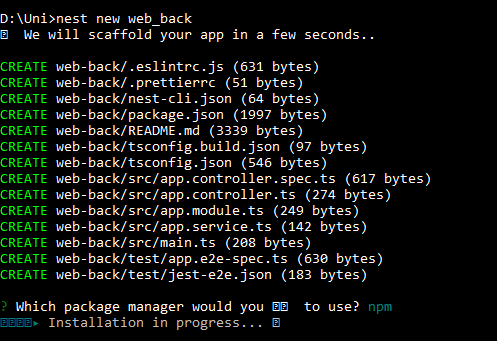 D:\Uni>nest new web_back
We will scaffold your app in a few seconds..
CREATE web-back/.eslintrc.js (631 bytes)
CREATE web-back/.prettierrc (51 bytes)
CREATE web-back/nest-cli.json (64 bytes)
CREATE web-back/package.json (1997 bytes)
CREATE web-back/README.md (3339 bytes)
CREATE web-back/tsconfig.build.json (97 bytes)
CREATE web-back/tsconfig.json (546 bytes)
CREATE web-back/src/app.controller.spec.ts (617 bytes)
CREATE web-back/src/app.controller.ts (274 bytes)
CREATE web-back/src/app.module.ts (249 bytes)
CREATE web-back/src/app.service.ts (142 bytes)
CREATE web-back/src/main.ts (208 bytes)
CREATE web-back/test/app.e2e-spec.ts (630 bytes)
CREATE web-back/test/jest-e2e.json (183 bytes)
? Which package manager would you to use? npm
▸ Installation in progress...